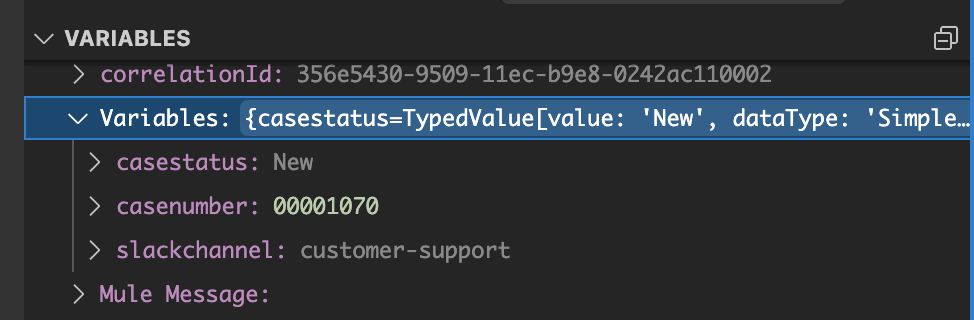 VARIABLES
correlationId: 356e5430-9509-11ec-b9e8-0242ac110002
Variables: {casestatus=TypedValue[value: 'New', dataType: 'Simple…
casestatus: New
casenumber: 00001070
slackchannel: customer-support
Mule Message: